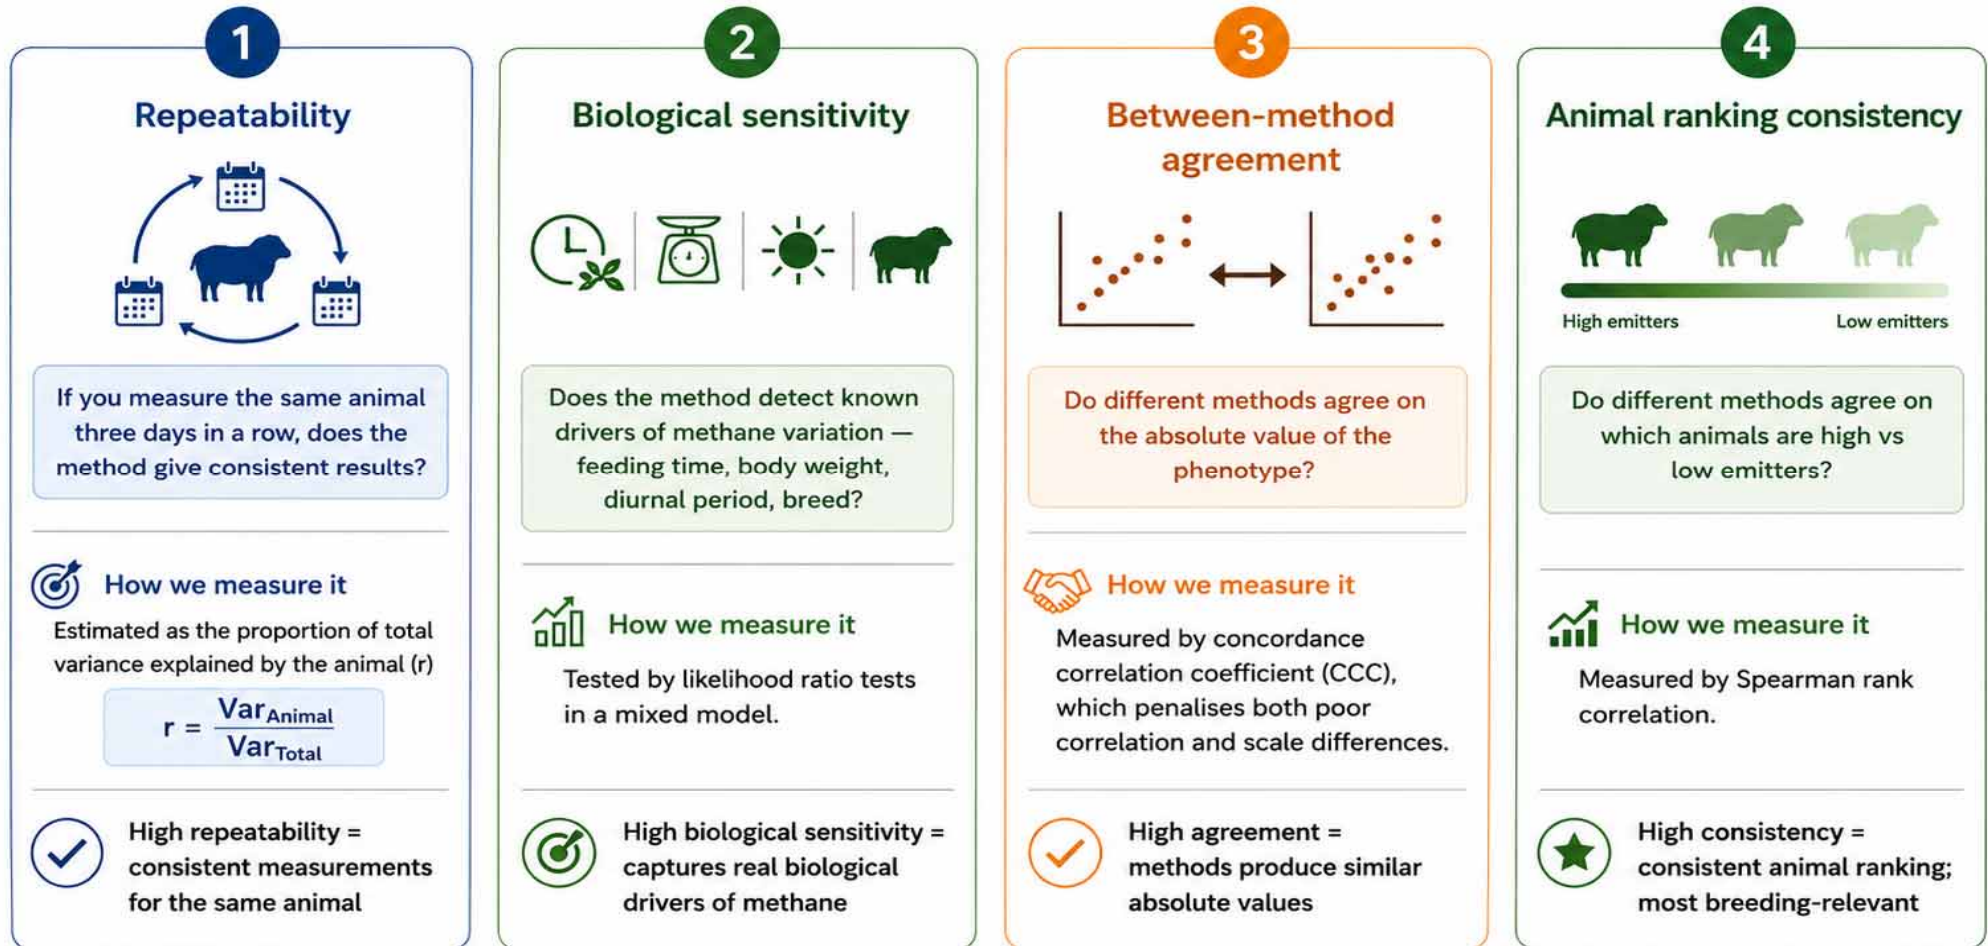 1
Repeatability
If you measure the same animal
three days in a row, does the
method give consistent results?
How we measure it
Estimated as the proportion of total
variance explained by the animal (r)
r = Var_Animal / Var_Total
High repeatability =
consistent measurements
for the same animal
2
Biological sensitivity
Does the method detect known
drivers of methane variation —
feeding time, body weight,
diurnal period, breed?
How we measure it
Tested by likelihood ratio tests
in a mixed model.
High biological sensitivity =
captures real biological
drivers of methane
3
Between-method
agreement
Do different methods agree on
the absolute value of the
phenotype?
How we measure it
Measured by concordance
correlation coefficient (CCC),
which penalises both poor
correlation and scale differences.
High agreement =
methods produce similar
absolute values
4
Animal ranking consistency
High emitters Low emitters
Do different methods agree on
which animals are high vs
low emitters?
How we measure it
Measured by Spearman rank
correlation.
High consistency =
consistent animal ranking;
most breeding-relevant